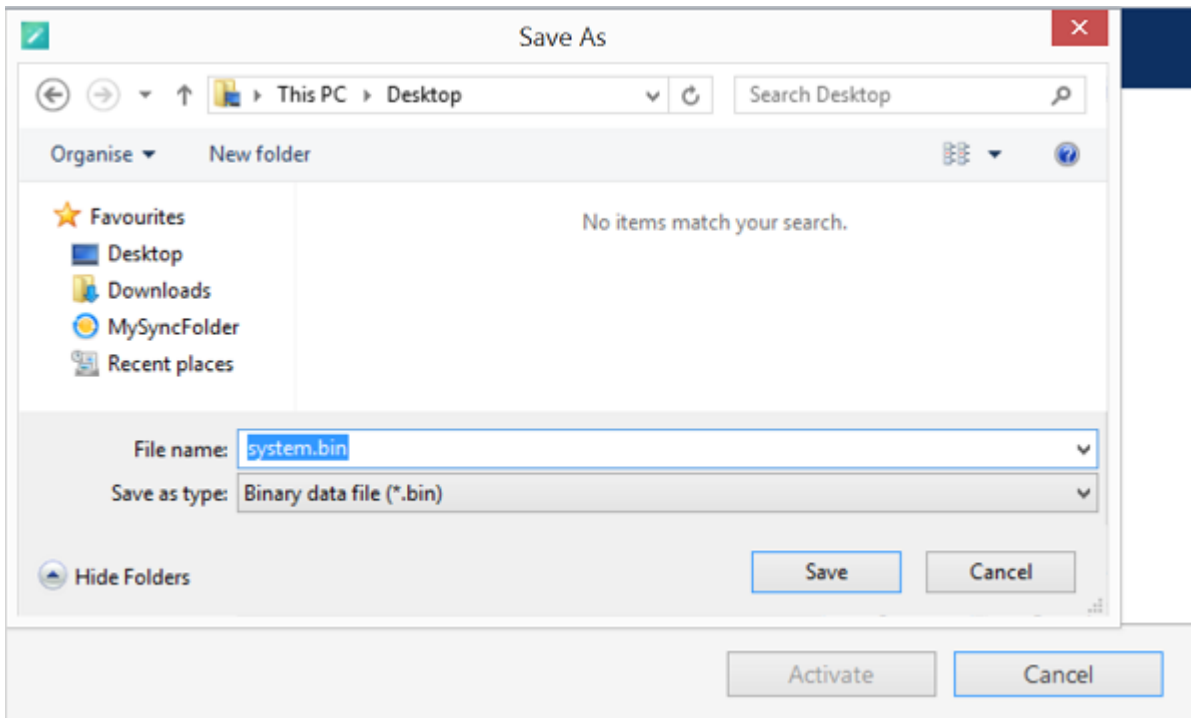 Save As
This PC Desktop
Search Desktop
Organise
New folder
Favourites
Desktop
Downloads
MySyncFolder
Recent places
No items match your search.
File name: system.bin
Save as type: Binary data file (*.bin)
Hide Folders
Save
Cancel
Activate
Cancel